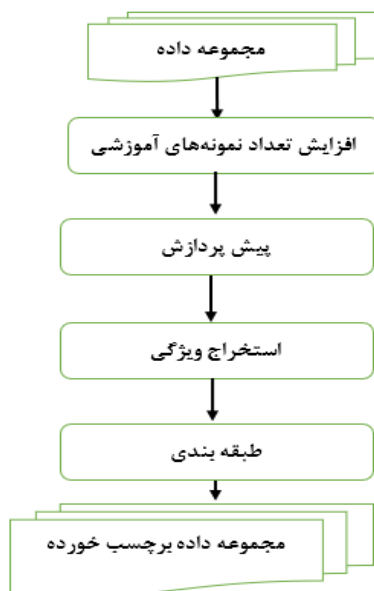 مجموعه داده
افزایش تعداد نمونه‌های آموزشی
پیش پردازش
استخراج ویژگی
طبقه بندی
مجموعه داده برچسب خورده